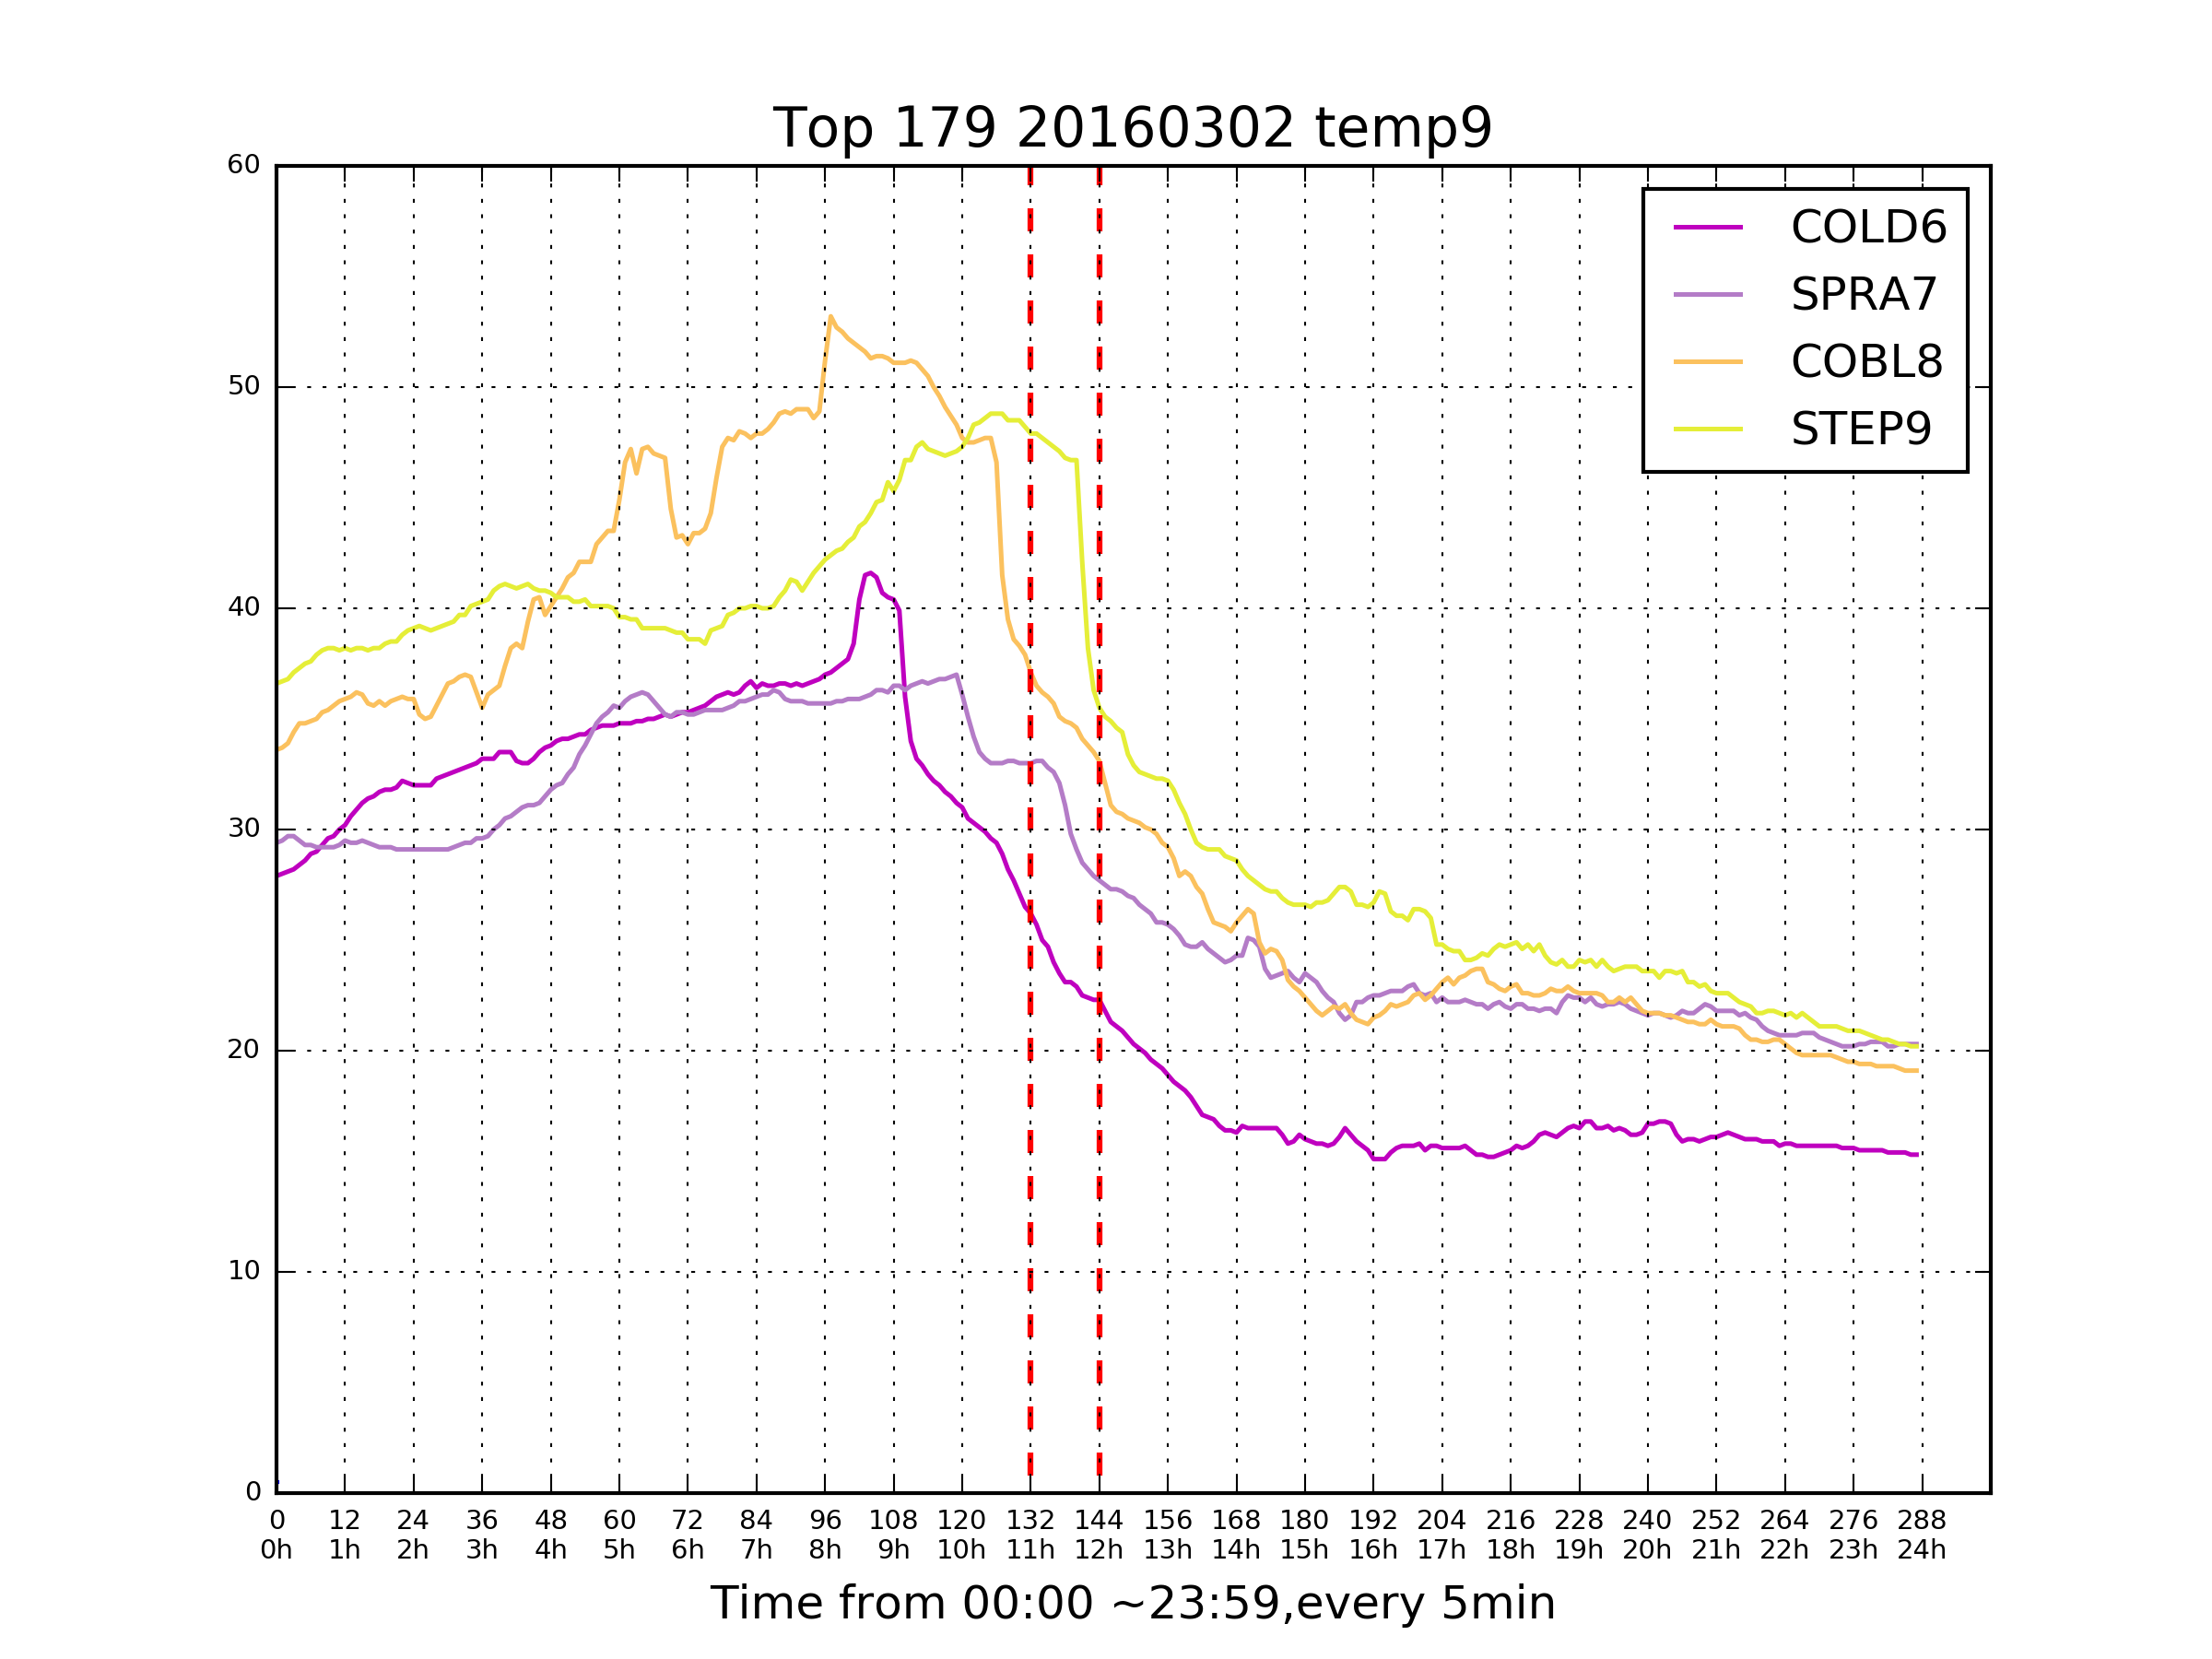 Top 179 20160302 temp9
60
50
40
30
20
10
0
COLD6
SPRA7
COBL8
STEP9
0 12 24 36 48 60 72 84 96 108 120 132 144 156 168 180 192 204 216 228 240 252 264 276 288
0h 1h 2h 3h 4h 5h 6h 7h 8h 9h 10h 11h 12h 13h 14h 15h 16h 17h 18h 19h 20h 21h 22h 23h 24h
Time from 00:00 ~23:59,every 5min